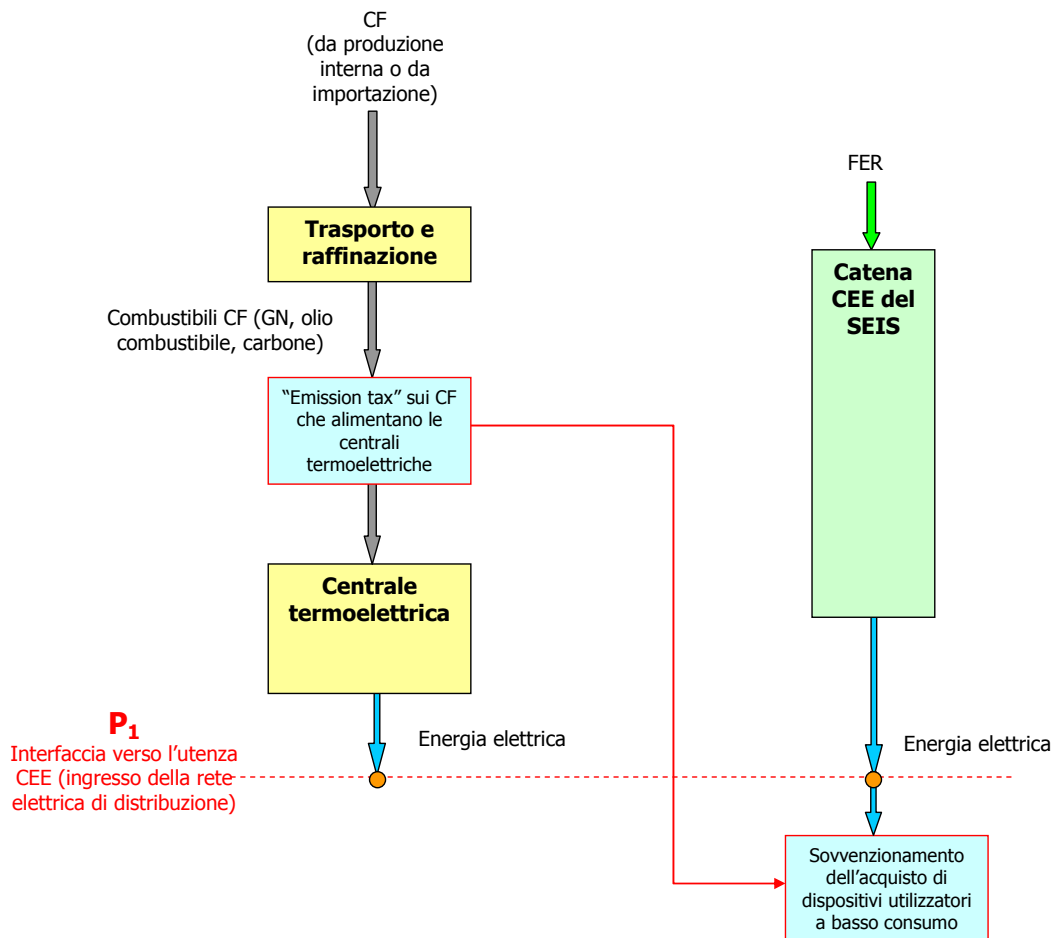 CF
(da produzione
interna o da
importazione)
FER
Trasporto e
raffinazione
Catena
CEE del
SEIS
Combustibili CF (GN, olio
combustibile, carbone)
“Emission tax” sui CF
che alimentano le
centrali
termoelettriche
Centrale
termoelettrica
P1
Interfaccia verso l’utenza
CEE (ingresso della rete
elettrica di distribuzione)
Energia elettrica
Energia elettrica
Sovvenzionamento
dell’acquisto di
dispositivi utilizzatori
a basso consumo